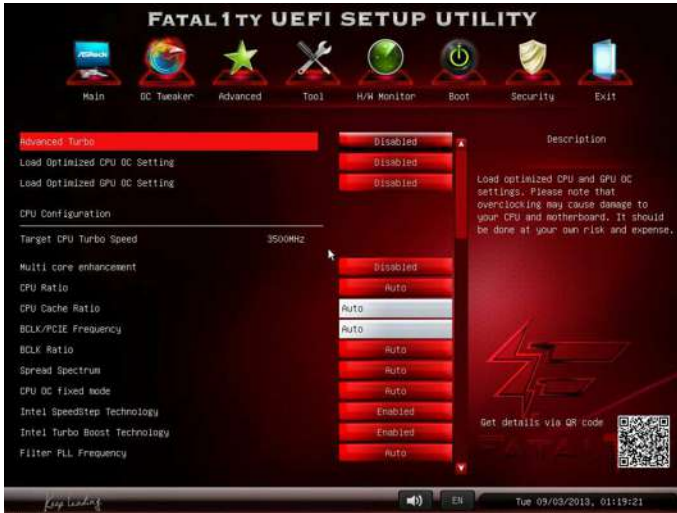 FATAL1TY UEFI SETUP UTILITY
ASRock
Main OC Tweaker Advanced Tool H/W Monitor Boot Security Exit
Advanced Turbo Disabled
Load Optimized CPU OC Setting Disabled
Load Optimized GPU OC Setting Disabled
CPU Configuration
Target CPU Turbo Speed 3500MHz
Multi core enhancement Disabled
CPU Ratio Auto
CPU Cache Ratio Auto
BCLK/PCIE Frequency Auto
BCLK Ratio Auto
Spread Spectrum Auto
CPU OC fixed mode Auto
Intel SpeedStep Technology Enabled
Intel Turbo Boost Technology Enabled
Filter PLL Frequency Auto
Description
Load optimized CPU and GPU OC
settings. Please note that
overclocking may cause damage to
your CPU and motherboard. It should
be done at your own risk and expense.
Get details via QR code
Keep Leading
EN
Tue 09/03/2013, 01:19:21